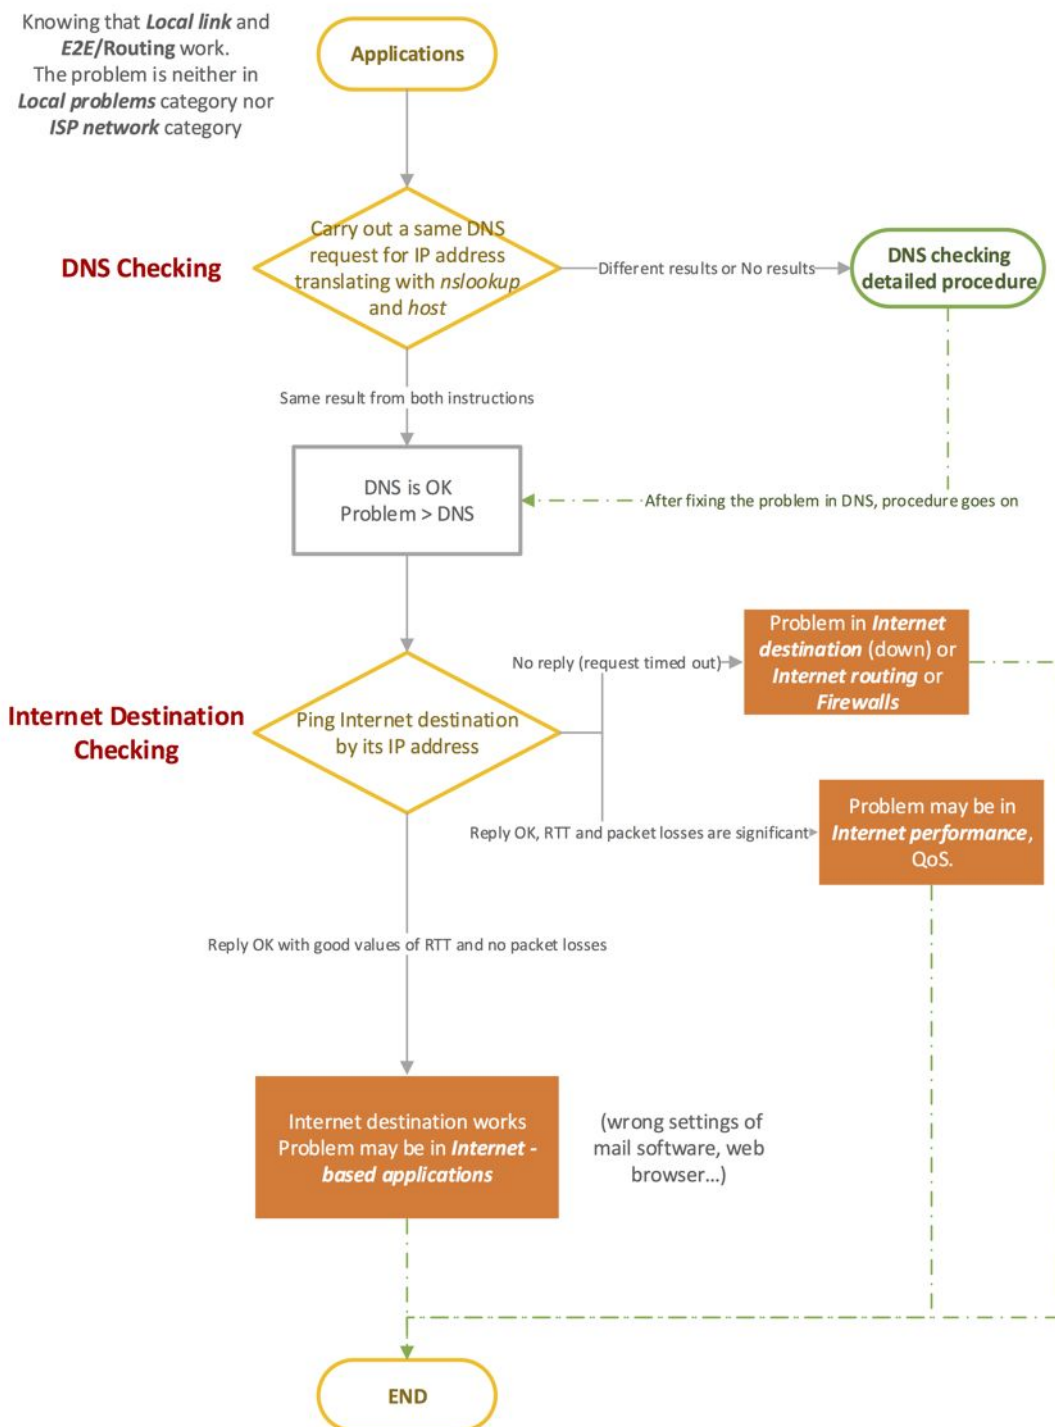 Knowing that Local link and
E2E/Routing work.
The problem is neither in
Local problems category nor
ISP network category
Applications
DNS Checking
Carry out a same DNS
request for IP address
translating with nslookup
and host
Different results or No results
DNS checking
detailed procedure
Same result from both instructions
DNS is OK
Problem > DNS
After fixing the problem in DNS, procedure goes on
Internet Destination
Checking
Ping Internet destination
by its IP address
No reply (request timed out)
Problem in Internet
destination (down) or
Internet routing or
Firewalls
Reply OK, RTT and packet losses are significant
Problem may be in
Internet performance,
QoS.
Reply OK with good values of RTT and no packet losses
Internet destination works
Problem may be in Internet -
based applications
(wrong settings of
mail software, web
browser...)
END